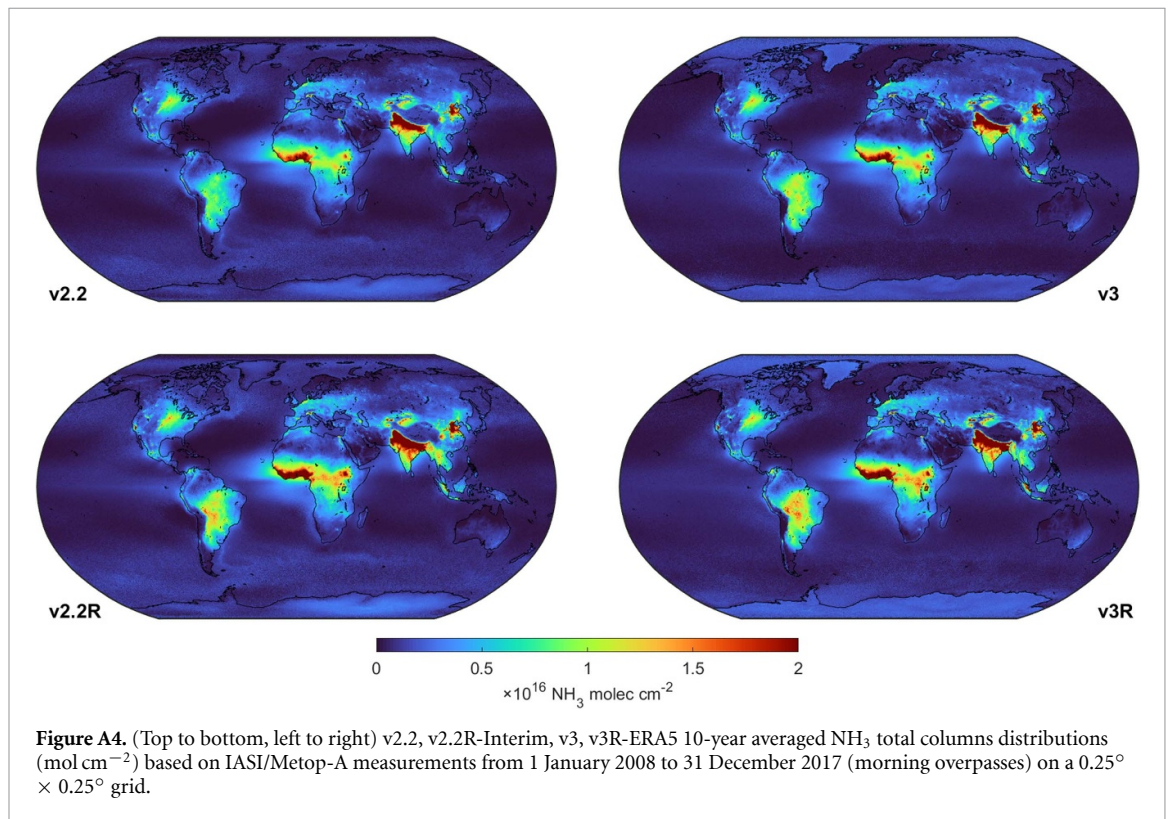 v2.2
v3
v2.2R
v3R
0 0.5 1 1.5 2
×10¹⁶ NH₃ molec cm⁻²
Figure A4. (Top to bottom, left to right) v2.2, v2.2R-Interim, v3, v3R-ERA5 10-year averaged NH₃ total columns distributions
(mol cm⁻²) based on IASI/Metop-A measurements from 1 January 2008 to 31 December 2017 (morning overpasses) on a 0.25°
× 0.25° grid.